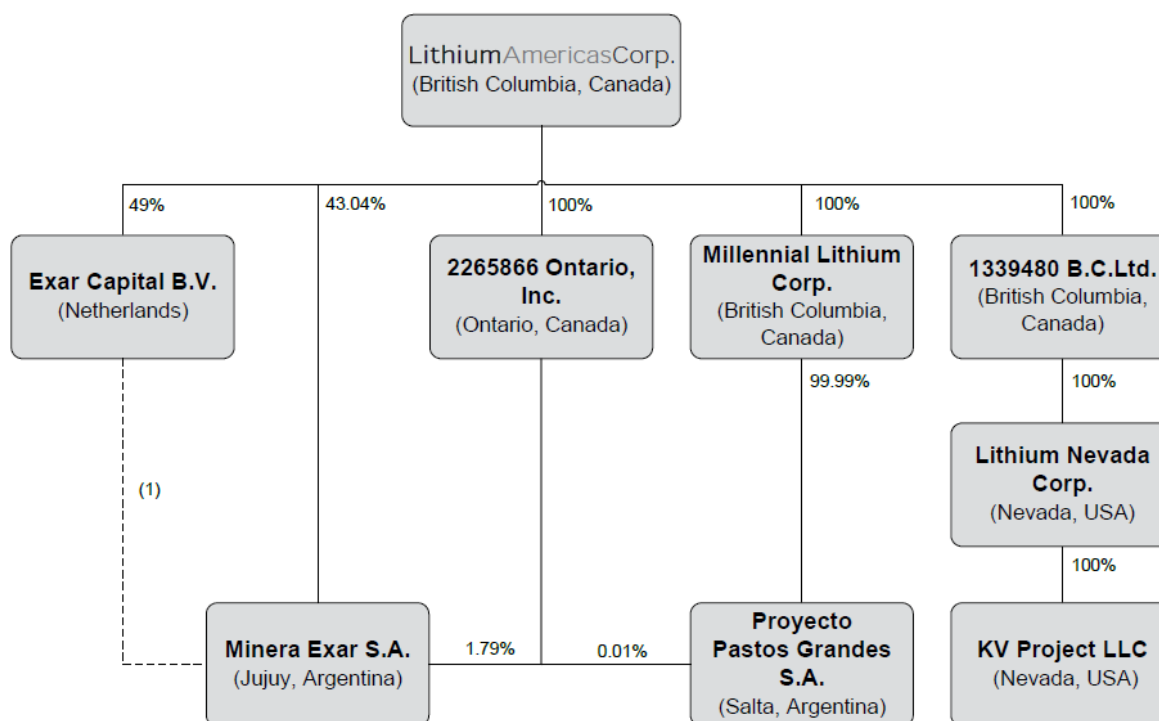 LithiumAmericasCorp.
(British Columbia, Canada)
49%
43.04%
100%
100%
100%
Exar Capital B.V.
(Netherlands)
2265866 Ontario,
Inc.
(Ontario, Canada)
Millennial Lithium
Corp.
(British Columbia,
Canada)
1339480 B.C.Ltd.
(British Columbia,
Canada)
99.99%
100%
(1)
Lithium Nevada
Corp.
(Nevada, USA)
100%
Minera Exar S.A.
(Jujuy, Argentina)
1.79%
0.01%
Proyecto
Pastos Grandes
S.A.
(Salta, Argentina)
KV Project LLC
(Nevada, USA)